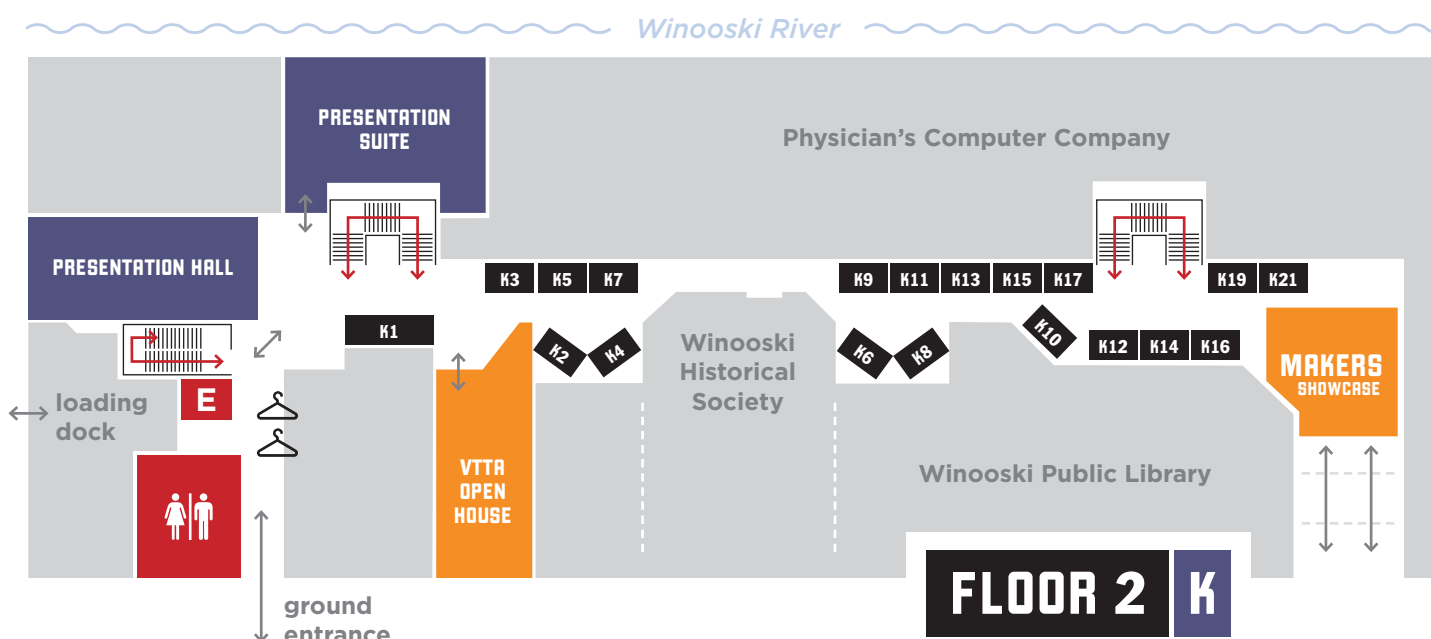 Winooski River
PRESENTATION
SUITE
Physician's Computer Company
PRESENTATION HALL
K3
K5
K7
K9
K11
K13
K15
K17
K19
K21
K1
K2
K4
K6
K8
K10
K12
K14
K16
Winooski
Historical
Society
MAKERS
SHOWCASE
E
loading
dock
VTTA
OPEN
HOUSE
Winooski Public Library
FLOOR 2
K
ground
entrance